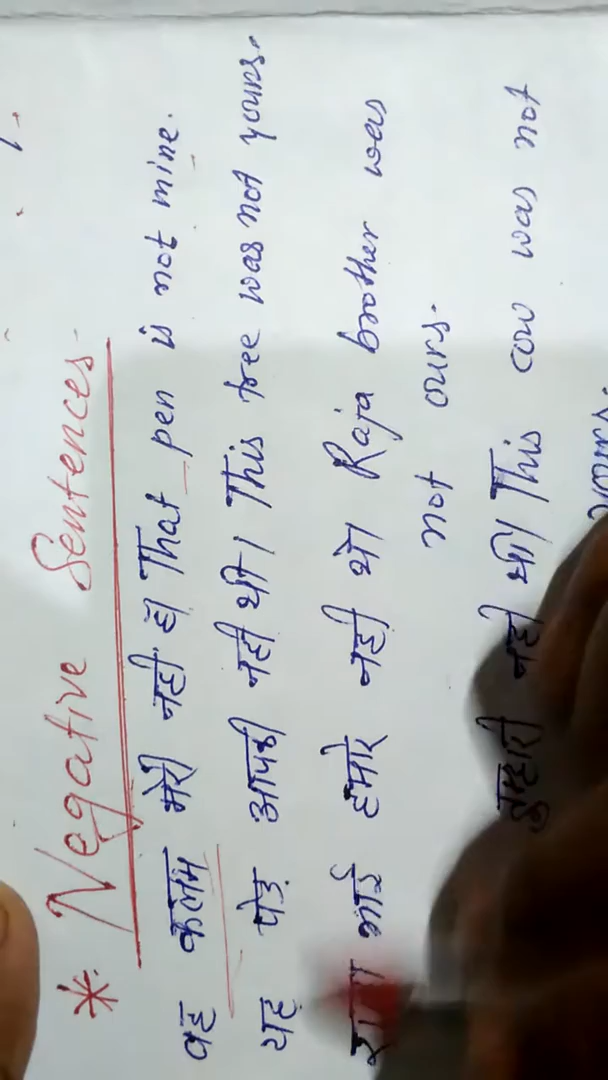 * Negative Sentences-
वह कलम मेरी नहीं है। That pen is not mine.
यह पेड़ आपकी नहीं थी। This tree was not yours.
भाई हमारे नहीं थे। Raja brother was
not ours.
तुम्हारी नहीं थी। This cow was not
yours.